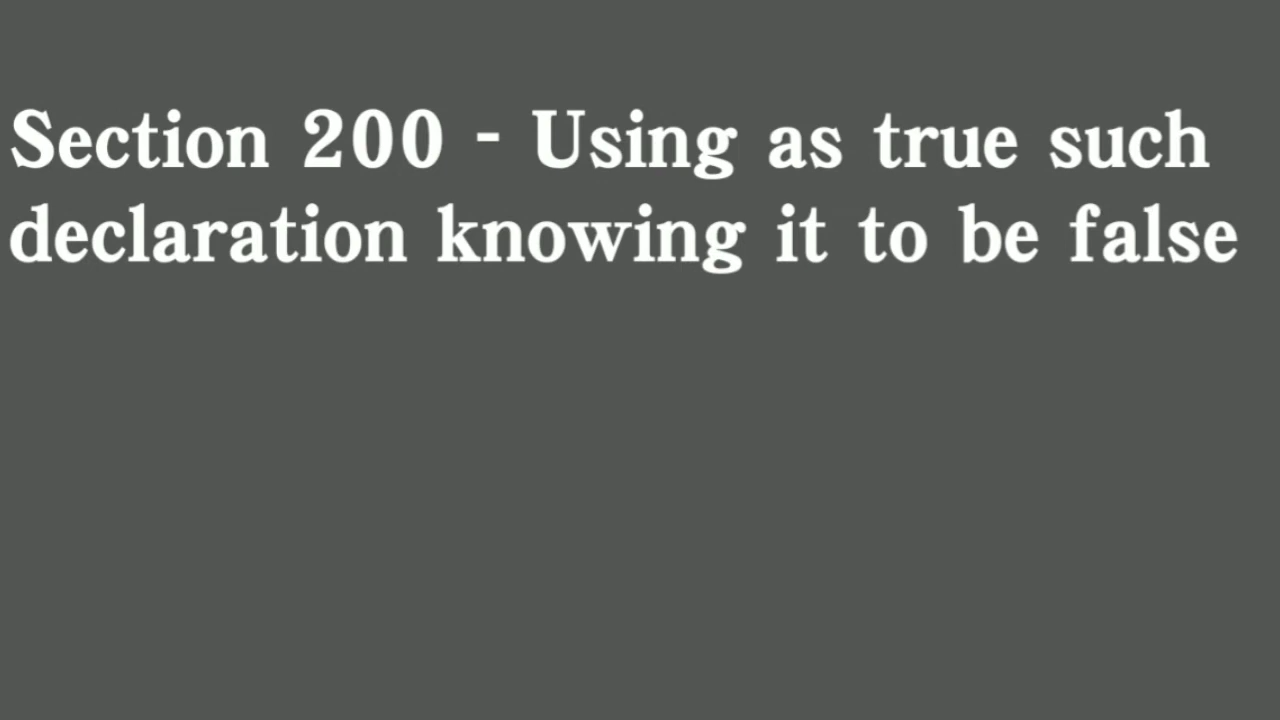 Section 200 - Using as true such
declaration knowing it to be false